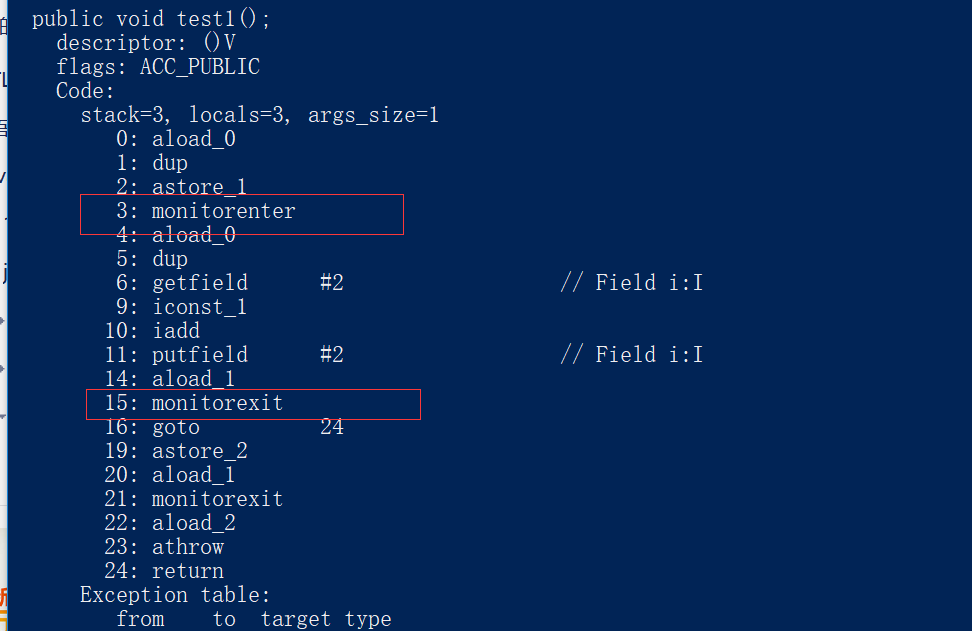 public void test1();
descriptor: ()V
flags: ACC_PUBLIC
Code:
stack=3, locals=3, args_size=1
0: aload_0
1: dup
2: astore_1
3: monitorenter
4: aload_0
5: dup
6: getfield #2 // Field i:I
9: iconst_1
10: iadd
11: putfield #2 // Field i:I
14: aload_1
15: monitorexit
16: goto 24
19: astore_2
20: aload_1
21: monitorexit
22: aload_2
23: athrow
24: return
Exception table:
from to target type